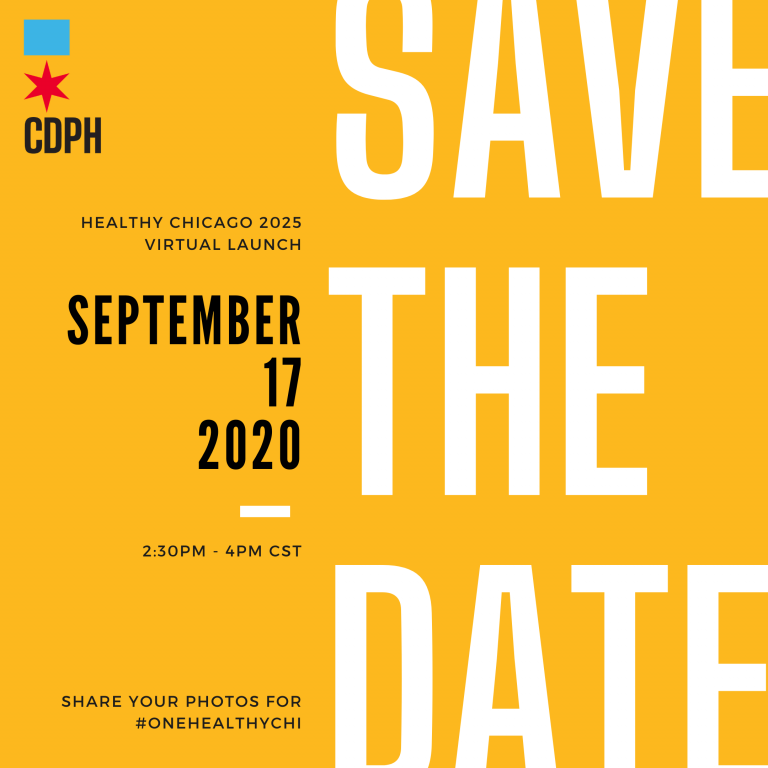 CDPH
HEALTHY CHICAGO 2025
VIRTUAL LAUNCH
SEPTEMBER
17
2020
2:30PM - 4PM CST
SHARE YOUR PHOTOS FOR
#ONEHEALTHYCHI
SAVE
THE
DATE